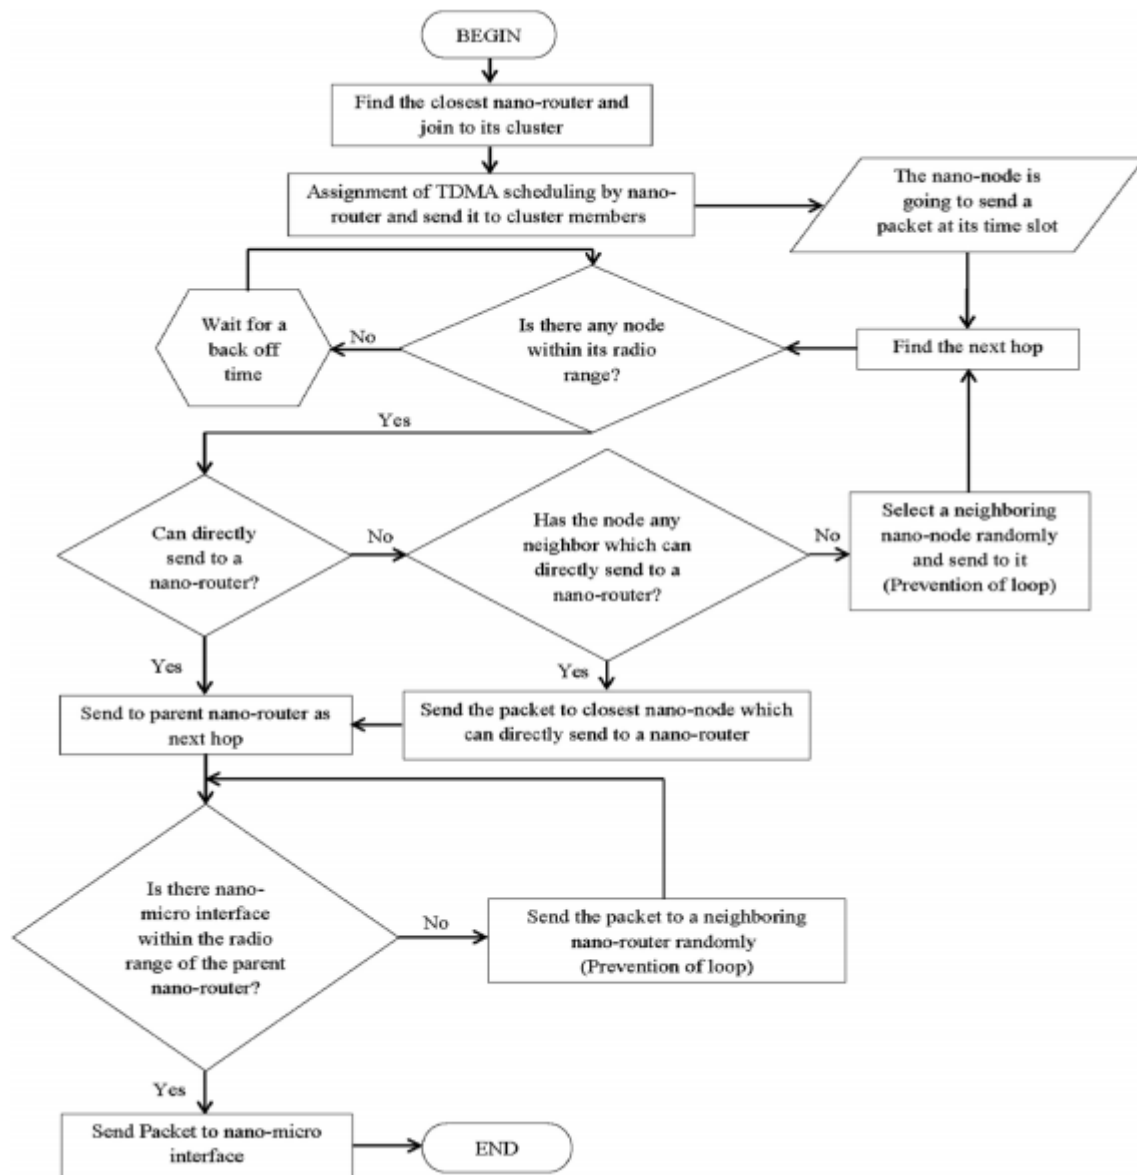 BEGIN
Find the closest nano-router and
join to its cluster
Assignment of TDMA scheduling by nano-
router and send it to cluster members
The nano-node is
going to send a
packet at its time slot
Find the next hop
Is there any node
within its radio
range?
No
Wait for a
back off
time
Yes
Can directly
send to a
nano-router?
No
Has the node any
neighbor which can
directly send to a
nano-router?
No
Select a neighboring
nano-node randomly
and send to it
(Prevention of loop)
Yes
Yes
Send to parent nano-router as
next hop
Send the packet to closest nano-node which
can directly send to a nano-router
Is there nano-
micro interface
within the radio
range of the parent
nano-router?
No
Send the packet to a neighboring
nano-router randomly
(Prevention of loop)
Yes
Send Packet to nano-micro
interface
END